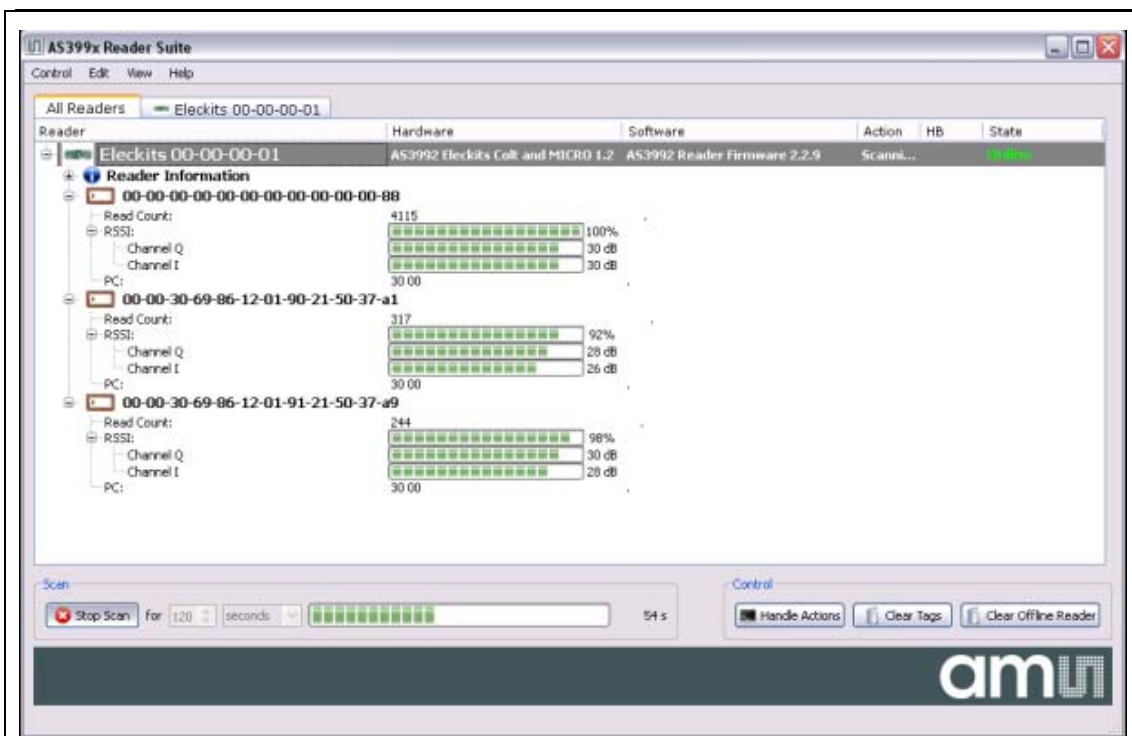 AS399x Reader Suite
Control Edit View Help
All Readers Eleckits 00-00-00-01
Reader Hardware Software Action HB State
Eleckits 00-00-00-01 AS3992 Eleckits Colt and MICRO 1.2 AS3992 Reader Firmware 2.2.9 Scanni... Online
Reader Information
00-00-00-00-00-00-00-00-00-00-00-88
Read Count: 4115
RSSI: 100%
Channel Q 30 dB
Channel I 30 dB
PC: 30 00
00-00-30-69-86-12-01-90-21-50-37-a1
Read Count: 317
RSSI: 92%
Channel Q 28 dB
Channel I 26 dB
PC: 30 00
00-00-30-69-86-12-01-91-21-50-37-a9
Read Count: 244
RSSI: 98%
Channel Q 30 dB
Channel I 28 dB
PC: 30 00
Scan Control
Stop Scan for 120 seconds 54 s Handle Actions Clear Tags Clear Offline Reader
amu